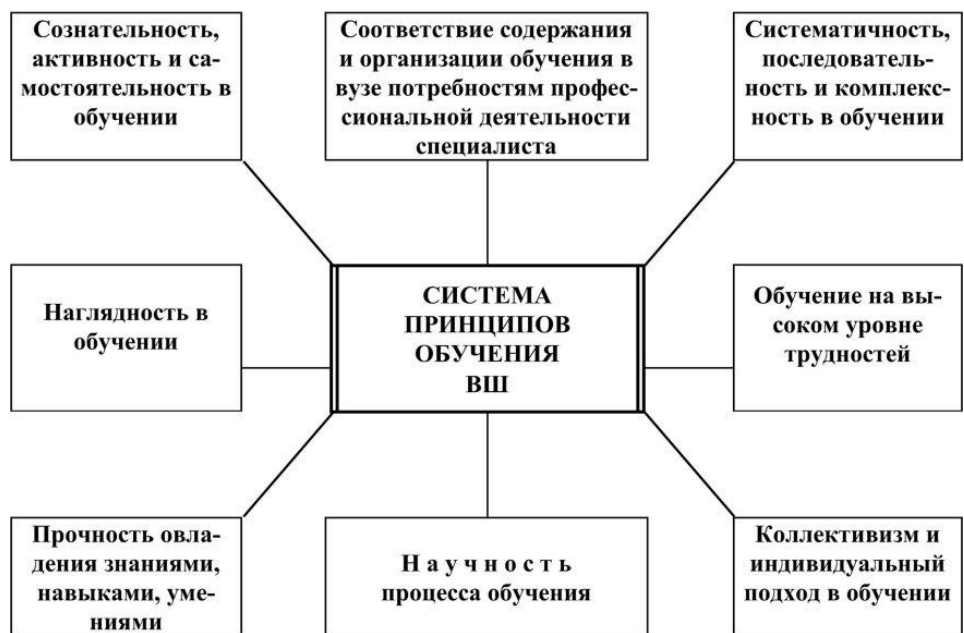 Сознательность,
активность и са-
мостоятельность в
обучении
Соответствие содержания
и организации обучения в
вузе потребностям профес-
сиональной деятельности
специалиста
Систематичность,
последователь-
ность и комплекс-
ность в обучении
Наглядность в
обучении
СИСТЕМА
ПРИНЦИПОВ
ОБУЧЕНИЯ
ВШ
Обучение на вы-
соком уровне
трудностей
Прочность овла-
дения знаниями,
навыками, уме-
ниями
Н а у ч н о с т ь
процесса обучения
Коллективизм и
индивидуальный
подход в обучении